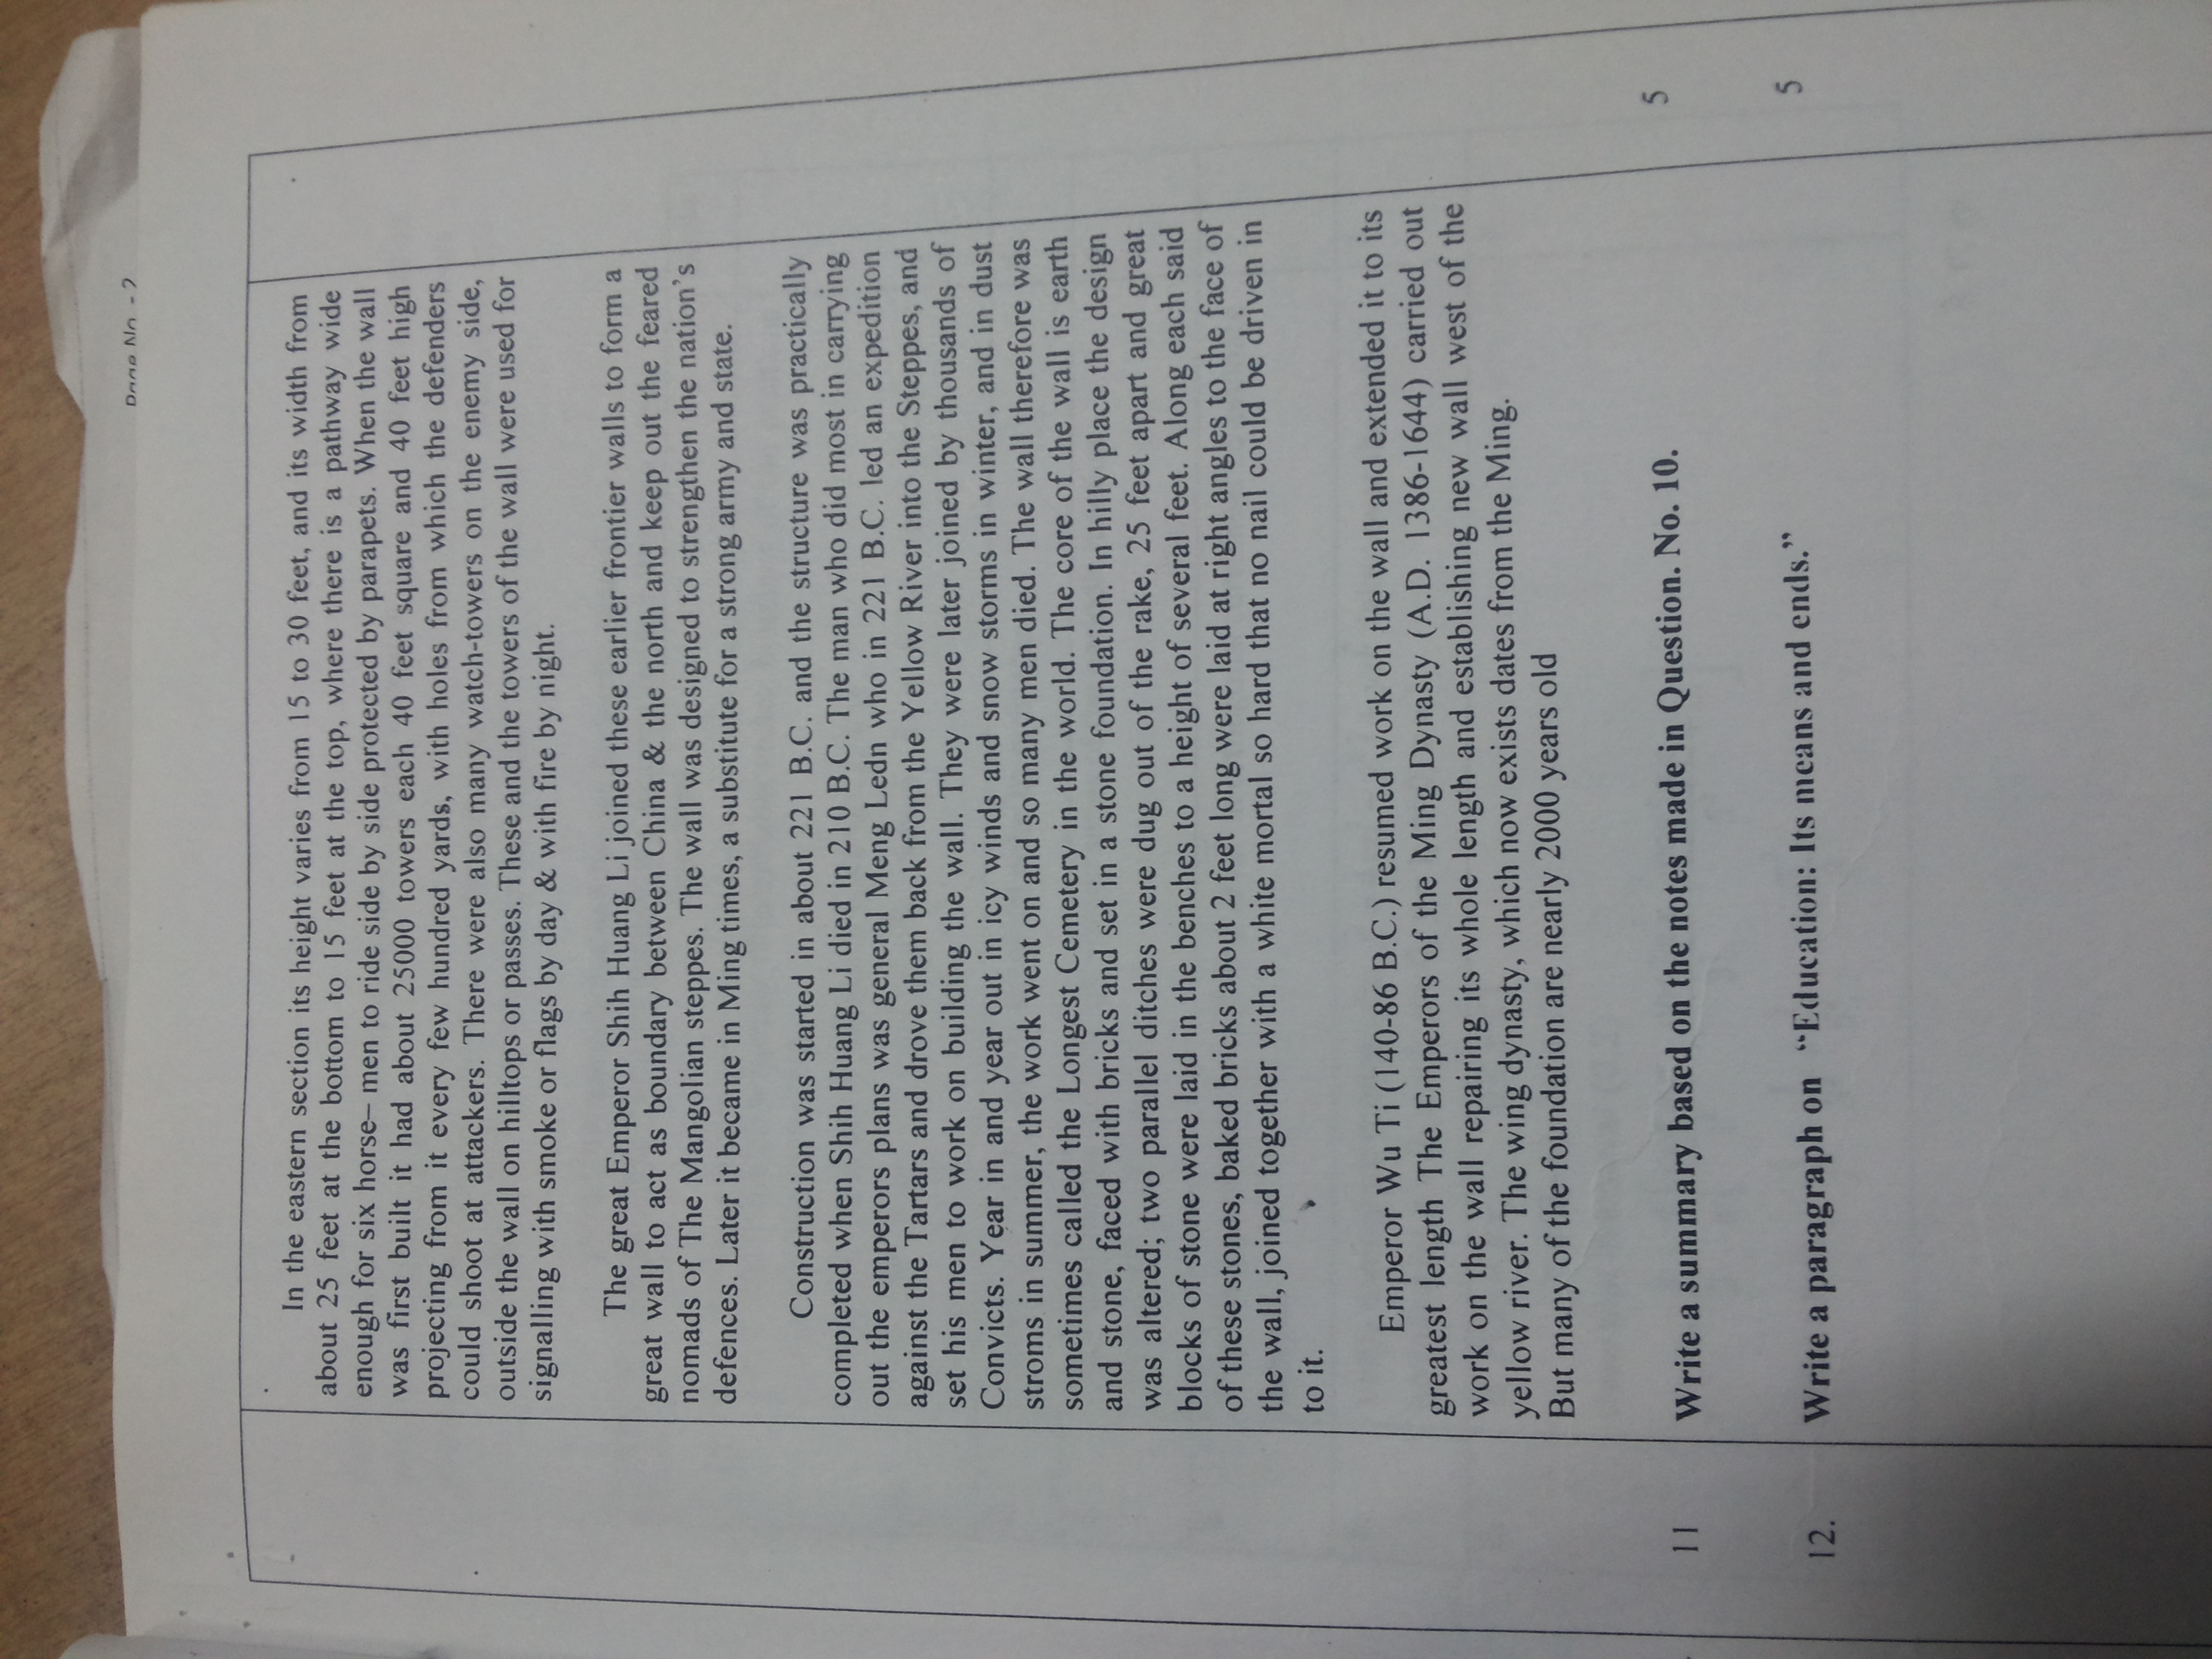 Page No - 2
In the eastern section its height varies from 15 to 30 feet, and its width from
about 25 feet at the bottom to 15 feet at the top, where there is a pathway wide
enough for six horse– men to ride side by side protected by parapets. When the wall
was first built it had about 25000 towers each 40 feet square and 40 feet high
projecting from it every few hundred yards, with holes from which the defenders
could shoot at attackers. There were also many watch-towers on the enemy side,
outside the wall on hilltops or passes. These and the towers of the wall were used for
signalling with smoke or flags by day & with fire by night.
The great Emperor Shih Huang Li joined these earlier frontier walls to form a
great wall to act as boundary between China & the north and keep out the feared
nomads of The Mangolian steppes. The wall was designed to strengthen the nation's
defences. Later it became in Ming times, a substitute for a strong army and state.
Construction was started in about 221 B.C. and the structure was practically
completed when Shih Huang Li died in 210 B.C. The man who did most in carrying
out the emperors plans was general Meng Ledn who in 221 B.C. led an expedition
against the Tartars and drove them back from the Yellow River into the Steppes, and
set his men to work on building the wall. They were later joined by thousands of
Convicts. Year in and year out in icy winds and snow storms in winter, and in dust
stroms in summer, the work went on and so many men died. The wall therefore was
sometimes called the Longest Cemetery in the world. The core of the wall is earth
and stone, faced with bricks and set in a stone foundation. In hilly place the design
was altered; two parallel ditches were dug out of the rake, 25 feet apart and great
blocks of stone were laid in the benches to a height of several feet. Along each said
of these stones, baked bricks about 2 feet long were laid at right angles to the face of
the wall, joined together with a white mortal so hard that no nail could be driven in
to it.
Emperor Wu Ti (140-86 B.C.) resumed work on the wall and extended it to its
greatest length The Emperors of the Ming Dynasty (A.D. 1386-1644) carried out
work on the wall repairing its whole length and establishing new wall west of the
yellow river. The wing dynasty, which now exists dates from the Ming.
But many of the foundation are nearly 2000 years old
11 Write a summary based on the notes made in Question. No. 10. 5
12. Write a paragraph on "Education: Its means and ends." 5